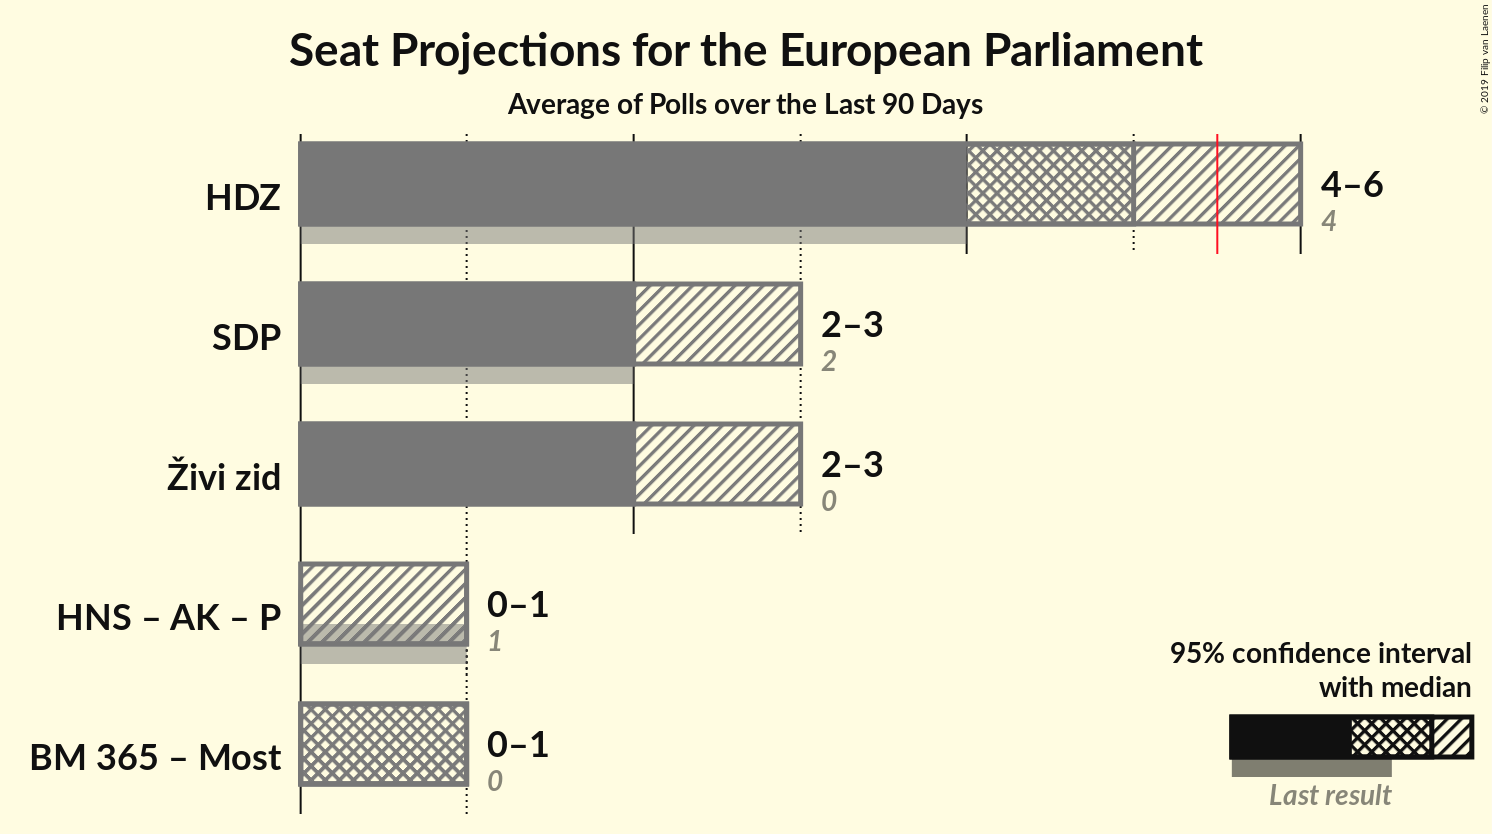 Seat Projections for the European Parliament
Average of Polls over the Last 90 Days
© 2019 Filip van Laenen
HDZ
4–6
4
SDP
2–3
2
Živi zid
2–3
0
HNS – AK – P
0–1
1
BM 365 – Most
0–1
0
95% confidence interval
with median
Last result